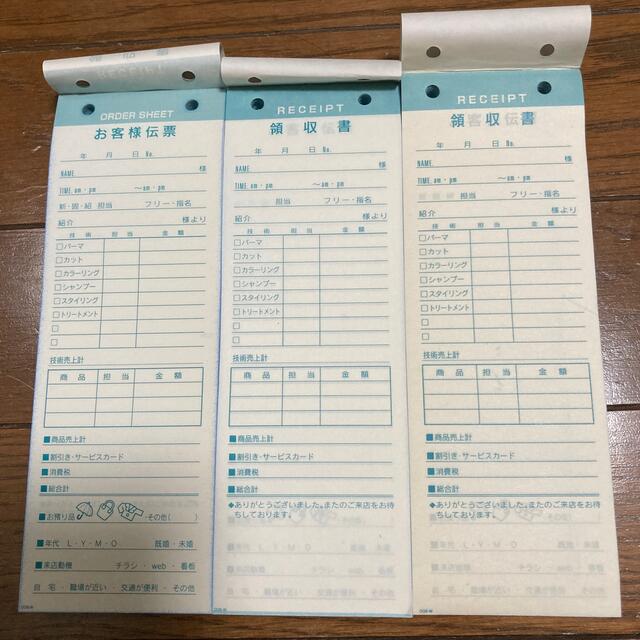 ORDER SHEET
お客様伝票
年 月 日 No.
NAME 様
TIME am・pm ～am・pm
新・固・紹 担当 フリー・指名
紹介 様より
技術 担当 金額
□パーマ
□カット
□カラーリング
□シャンプー
□スタイリング
□トリートメント
□
□
技術売上計
商品 担当 金額
■商品売上計
■割引き・サービスカード
■消費税
■総合計
■お預り品 その他( )
■年代 L・Y・M・O 既婚・未婚
■来店動機 チラシ・web・看板
自宅・職場が近い・交通が便利・その他
008-W
RECEIPT
領収書
年 月 日 No.
NAME 様
TIME am・pm ～am・pm
担当 フリー・指名
紹介 様より
技術 担当 金額
□パーマ
□カット
□カラーリング
□シャンプー
□スタイリング
□トリートメント
□
□
技術売上計
商品 担当 金額
■商品売上計
■割引き・サービスカード
■消費税
■総合計
◆ありがとうございました。またのご来店をお待
ちしております。
008-W
RECEIPT
領収書
年 月 日 No.
NAME 様
TIME am・pm ～am・pm
担当 フリー・指名
紹介 様より
技術 担当 金額
□パーマ
□カット
□カラーリング
□シャンプー
□スタイリング
□トリートメント
□
□
技術売上計
商品 担当 金額
■商品売上計
■割引き・サービスカード
■消費税
■総合計
◆ありがとうございました。またのご来店をお待
ちしております。
008-W